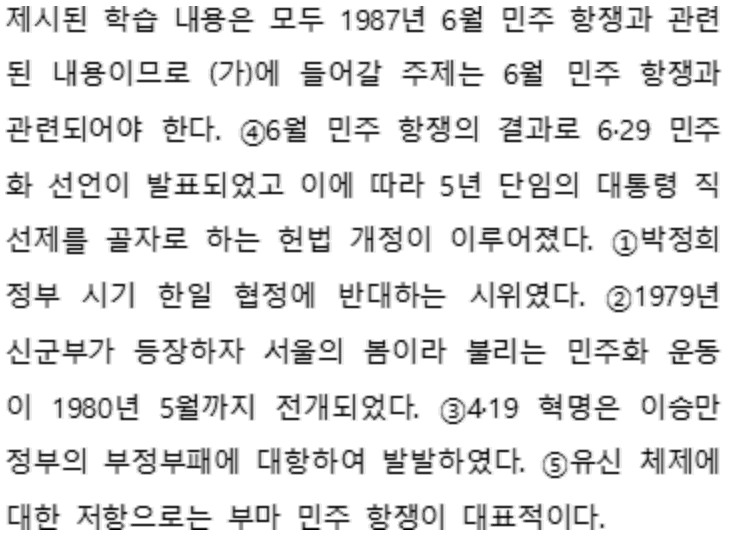 제시된 학습 내용은 모두 1987년 6월 민주 항쟁과 관련
된 내용이므로 (가)에 들어갈 주제는 6월 민주 항쟁과
관련되어야 한다. ④6월 민주 항쟁의 결과로 6·29 민주
화 선언이 발표되었고 이에 따라 5년 단임의 대통령 직
선제를 골자로 하는 헌법 개정이 이루어졌다. ①박정희
정부 시기 한일 협정에 반대하는 시위였다. ②1979년
신군부가 등장하자 서울의 봄이라 불리는 민주화 운동
이 1980년 5월까지 전개되었다. ③4·19 혁명은 이승만
정부의 부정부패에 대항하여 발발하였다. ⑤유신 체제에
대한 저항으로는 부마 민주 항쟁이 대표적이다.